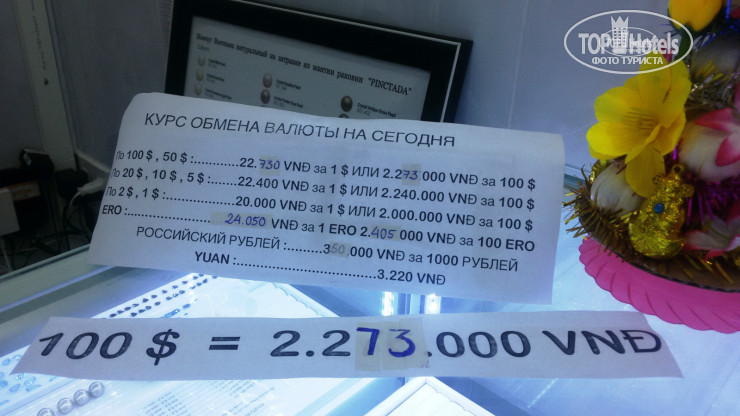 TOP Hotels
ФОТО ТУРИСТА
"PINCTADA"
КУРС ОБМЕНА ВАЛЮТЫ НА СЕГОДНЯ
По 100 $, 50 $ :............22.730 VNĐ за 1 $ ИЛИ 2.273.000 VNĐ за 100 $
По 20 $, 10 $, 5 $ :........22.400 VNĐ за 1 $ ИЛИ 2.240.000 VNĐ за 100 $
По 2 $, 1 $ :................20.000 VNĐ за 1 $ ИЛИ 2.000.000 VNĐ за 100 $
ERO :.................24.050 VNĐ за 1 ERO 2.405 000 VNĐ за 100 ERO
РОССИЙСКИЙ РУБЛЕЙ :.........350,000 VNĐ за 1000 РУБЛЕЙ
YUAN :................................3.220 VNĐ
100 $ = 2.273.000 VNĐ